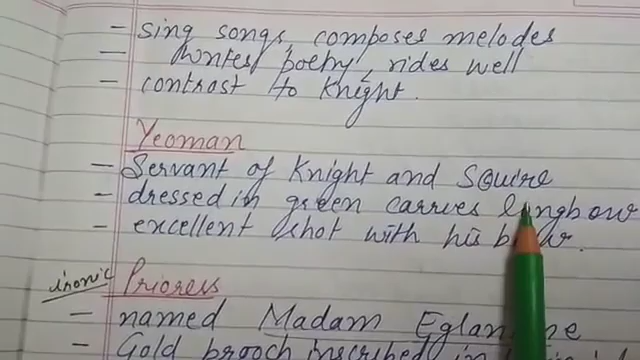 - sing songs, composes melodes
- writes poetry, rides well
- contrast to Knight.
Yeoman
- Servant of Knight and Squire
- dressed in green carries longbow
- excellent shot with his bow.
ironic Prioress
- named Madam Eglantine
- Gold brooch inscribed in